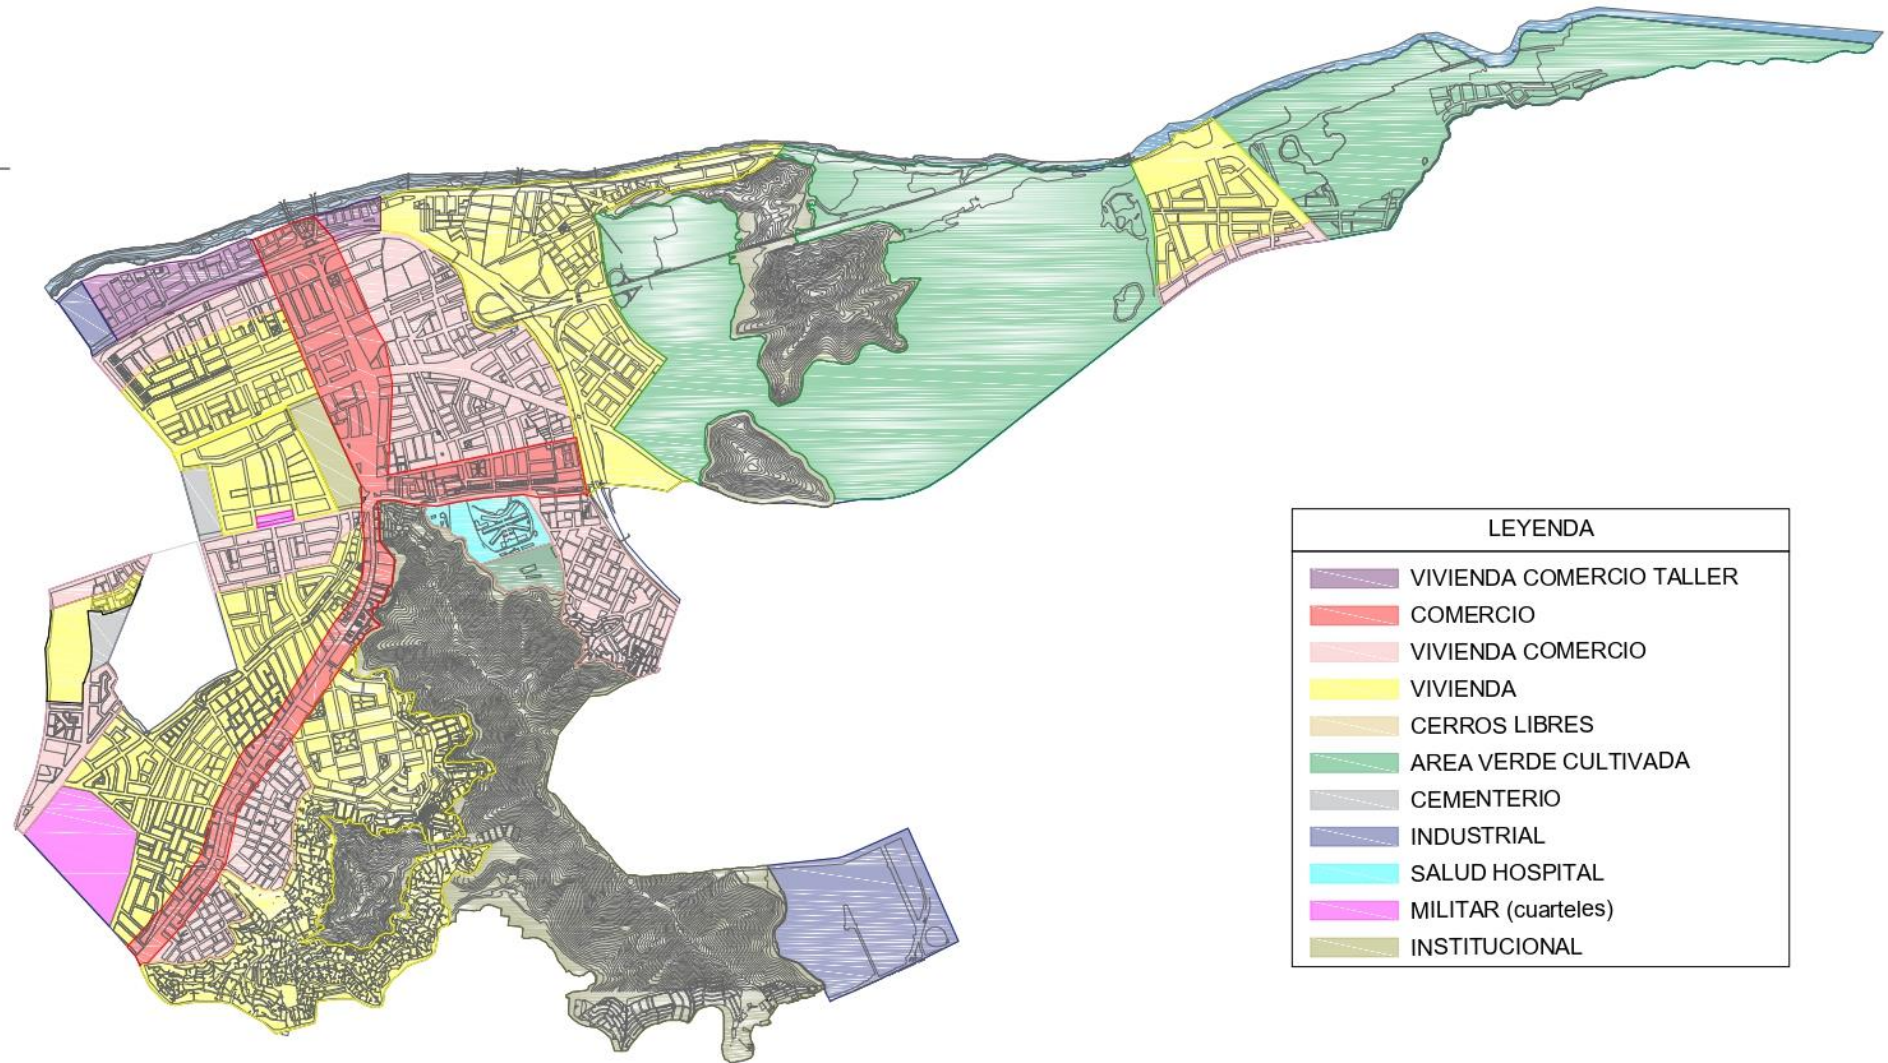 LEYENDA
VIVIENDA COMERCIO TALLER
COMERCIO
VIVIENDA COMERCIO
VIVIENDA
CERROS LIBRES
AREA VERDE CULTIVADA
CEMENTERIO
INDUSTRIAL
SALUD HOSPITAL
MILITAR (cuarteles)
INSTITUCIONAL